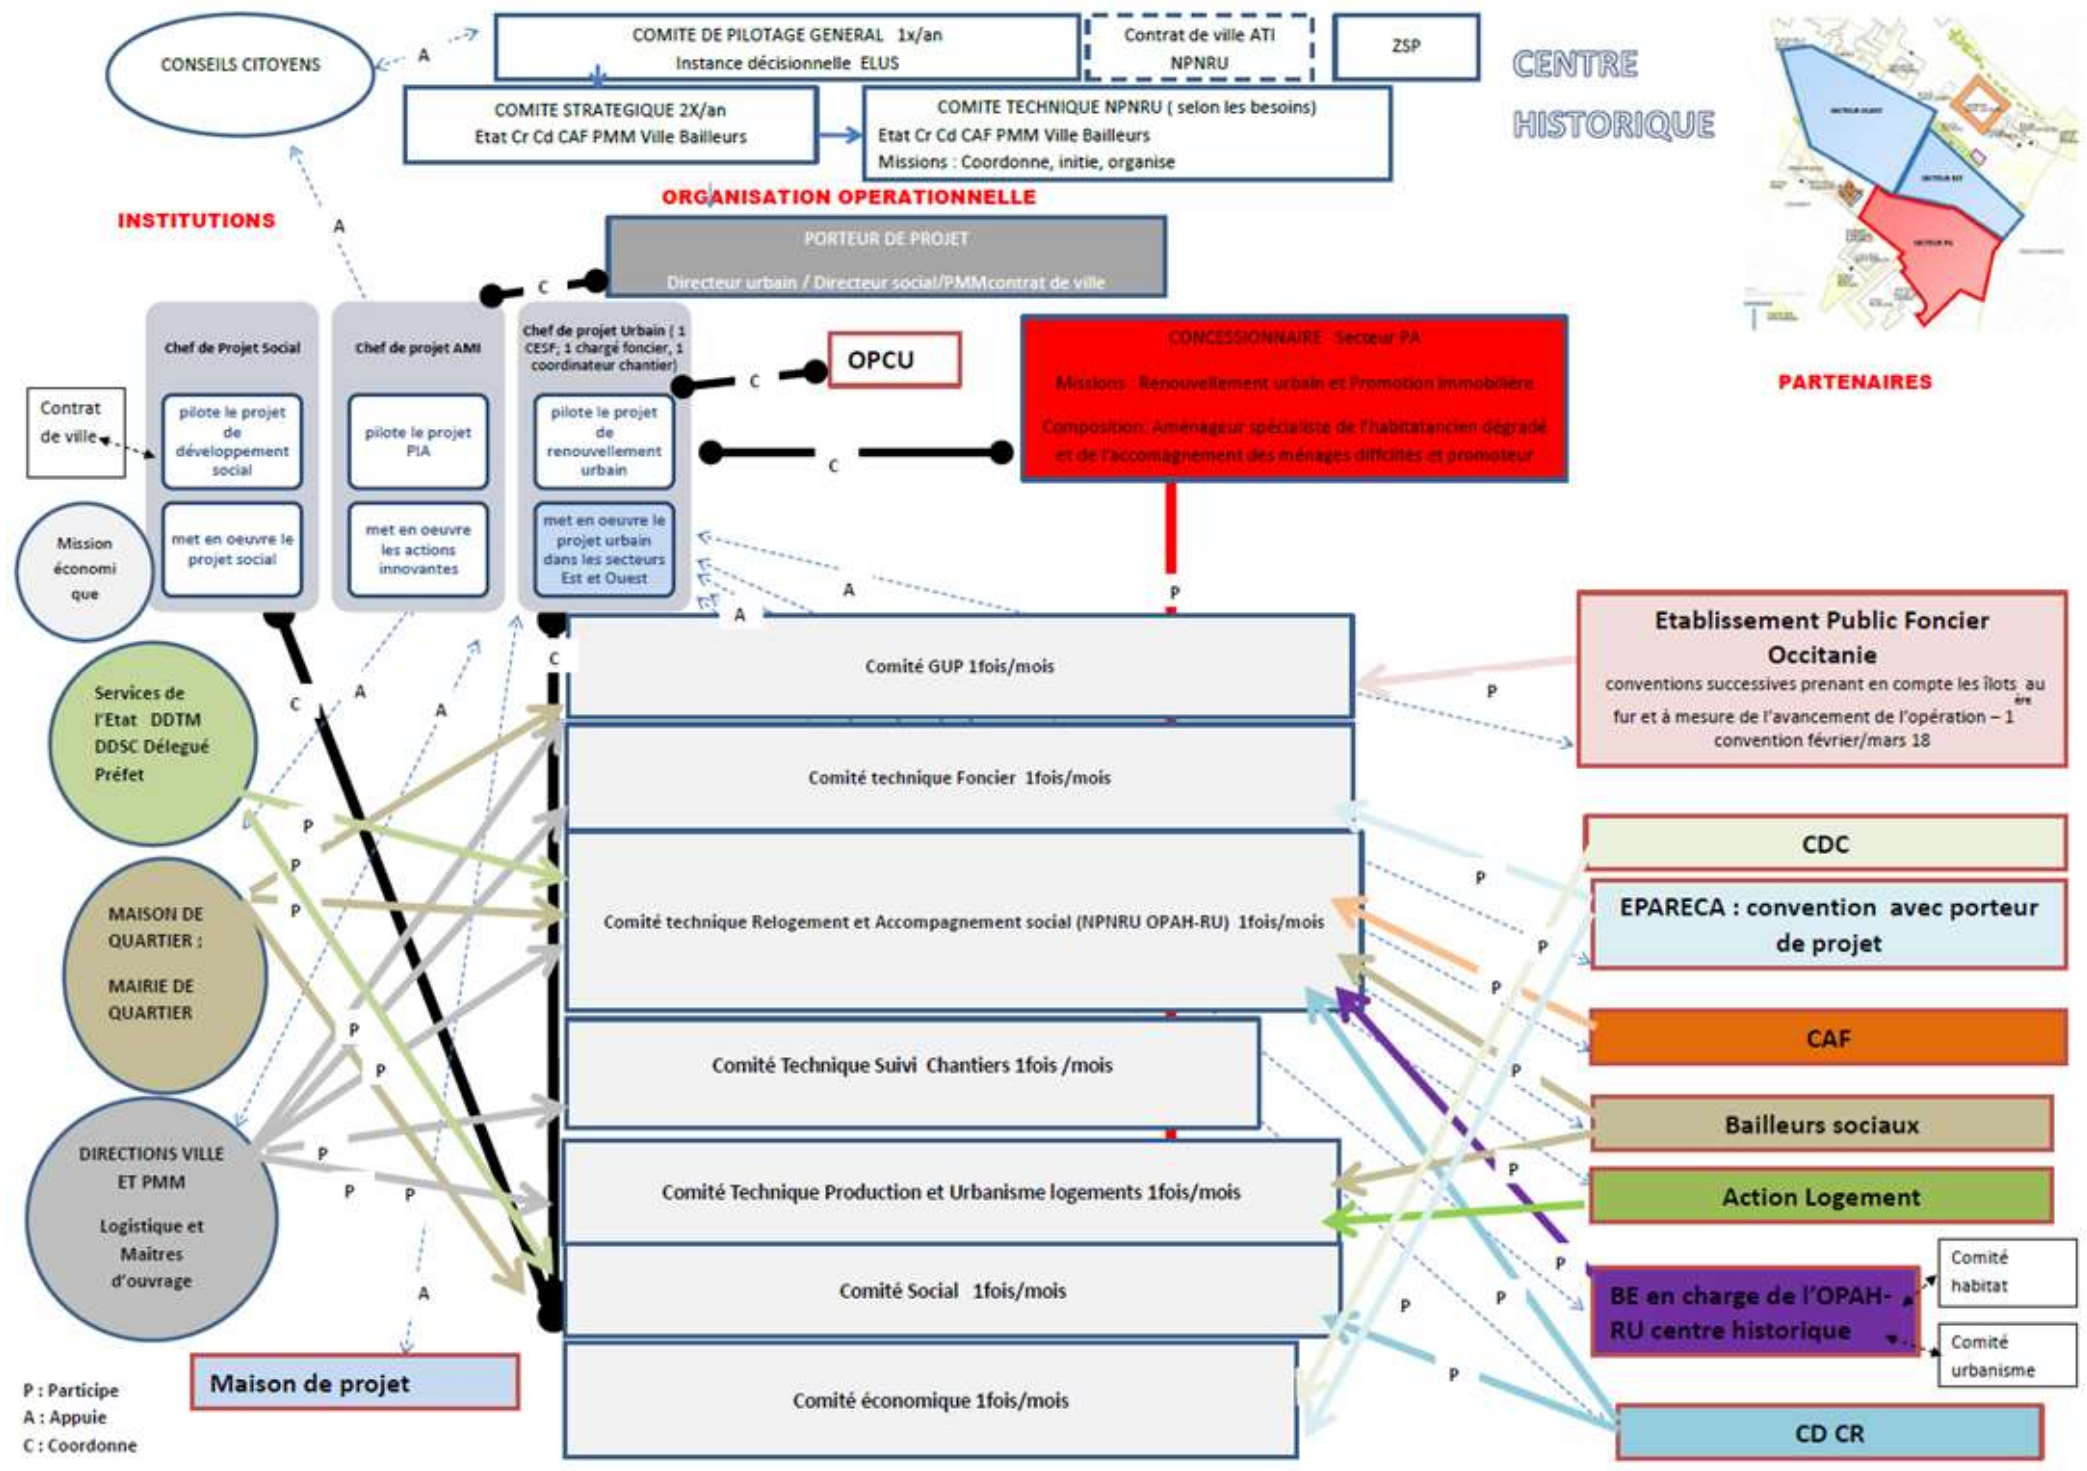 CONSEILS CITOYENS
A
COMITE DE PILOTAGE GENERAL 1x/an
Instance décisionnelle ELUS
Contrat de ville ATI
NPNRU
ZSP
CENTRE
HISTORIQUE
COMITE STRATEGIQUE 2X/an
Etat Cr Cd CAF PMM Ville Bailleurs
COMITE TECHNIQUE NPNRU ( selon les besoins)
Etat Cr Cd CAF PMM Ville Bailleurs
Missions : Coordonne, initie, organise
SECTEUR OUEST
SECTEUR EST
SECTEUR PA
INSTITUTIONS
ORGANISATION OPERATIONNELLE
PARTENAIRES
A
PORTEUR DE PROJET
Directeur urbain / Directeur social/PMMcontrat de ville
C
Chef de Projet Social
pilote le projet
de
développement
social
met en oeuvre le
projet social
Chef de projet AMI
pilote le projet
PIA
met en oeuvre
les actions
innovantes
Chef de projet Urbain ( 1
CESF; 1 chargé foncier, 1
coordinateur chantier)
pilote le projet
de
renouvellement
urbain
met en oeuvre le
projet urbain
dans les secteurs
Est et Ouest
C
OPCU
C
CONCESSIONNAIRE Secteur PA
Missions Renouvellement urbain et Promotion Immobilière
Composition: Aménageur spécialiste de l'habitatancien dégradé
et de l'accomagnement des ménages difficiltés et promoteur
Contrat
de ville
Mission
économi
que
Services de
l'Etat DDTM
DDSC Délegué
Préfet
MAISON DE
QUARTIER ;
MAIRIE DE
QUARTIER
DIRECTIONS VILLE
ET PMM
Logistique et
Maîtres
d'ouvrage
A
A
P
C
C
A
A
P
P
P
P
P
P
P
P
A
Comité GUP 1fois/mois
Comité technique Foncier 1fois/mois
Comité technique Relogement et Accompagnement social (NPNRU OPAH-RU) 1fois/mois
Comité Technique Suivi Chantiers 1fois /mois
Comité Technique Production et Urbanisme logements 1fois/mois
Comité Social 1fois/mois
Comité économique 1fois/mois
P
P
P
P
P
P
P
P
P
P
Etablissement Public Foncier
Occitanie
conventions successives prenant en compte les îlots au
fur et à mesure de l'avancement de l'opération – 1 ère
convention février/mars 18
CDC
EPARECA : convention avec porteur
de projet
CAF
Bailleurs sociaux
Action Logement
BE en charge de l'OPAH-
RU centre historique
Comité
habitat
Comité
urbanisme
CD CR
Maison de projet
P : Participe
A : Appuie
C : Coordonne